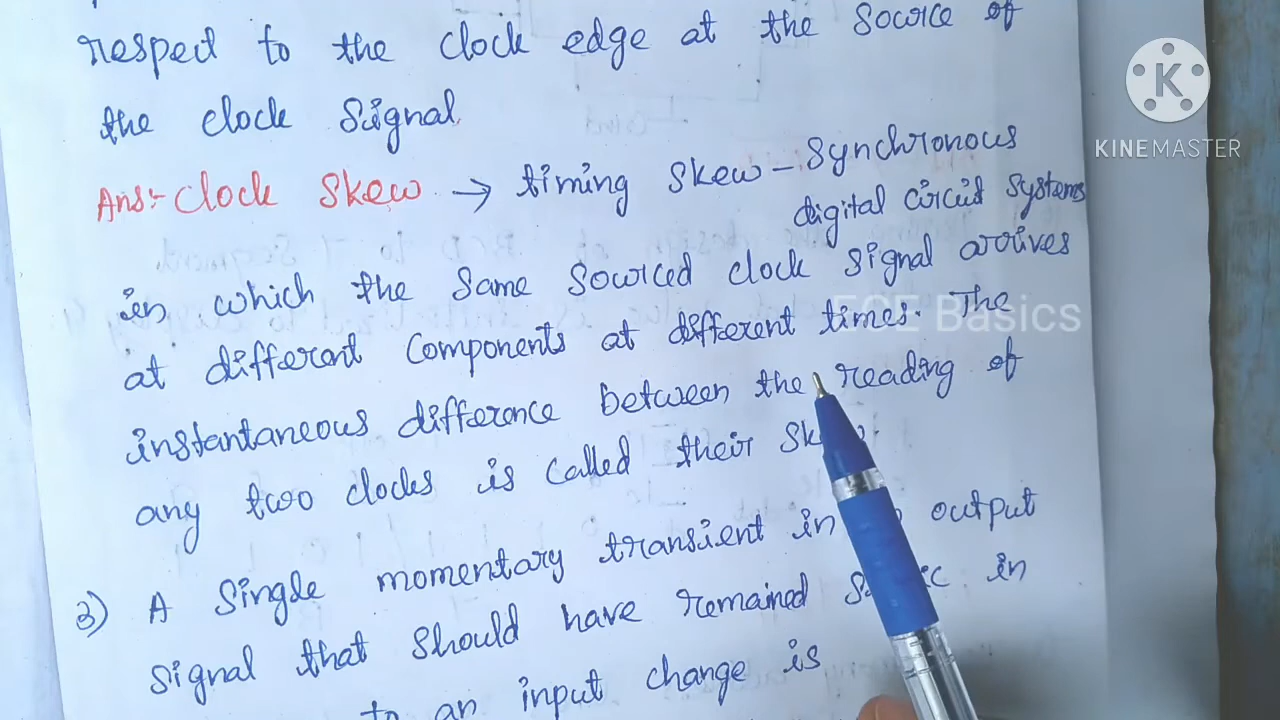 respect to the clock edge at the source of
the clock signal
Ans:- Clock Skew → timing skew - Synchronous
digital circuit systems
in which the same sourced clock signal arrives
at different components at different times. The
instantaneous difference between the reading of
any two clocks is called their
3) A single momentary transient in output
signal that should have remained in
to an input change is
K
KINEMASTER
ECE Basics